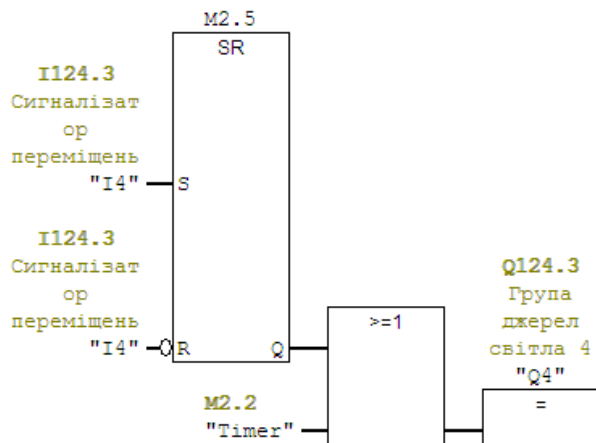 M2.5
SR
I124.3
Сигналізат
ор
переміщень
"I4"
S
I124.3
Сигналізат
ор
переміщень
"I4"
R
Q
>=1
M2.2
"Timer"
Q124.3
Група
джерел
світла 4
"Q4"
=